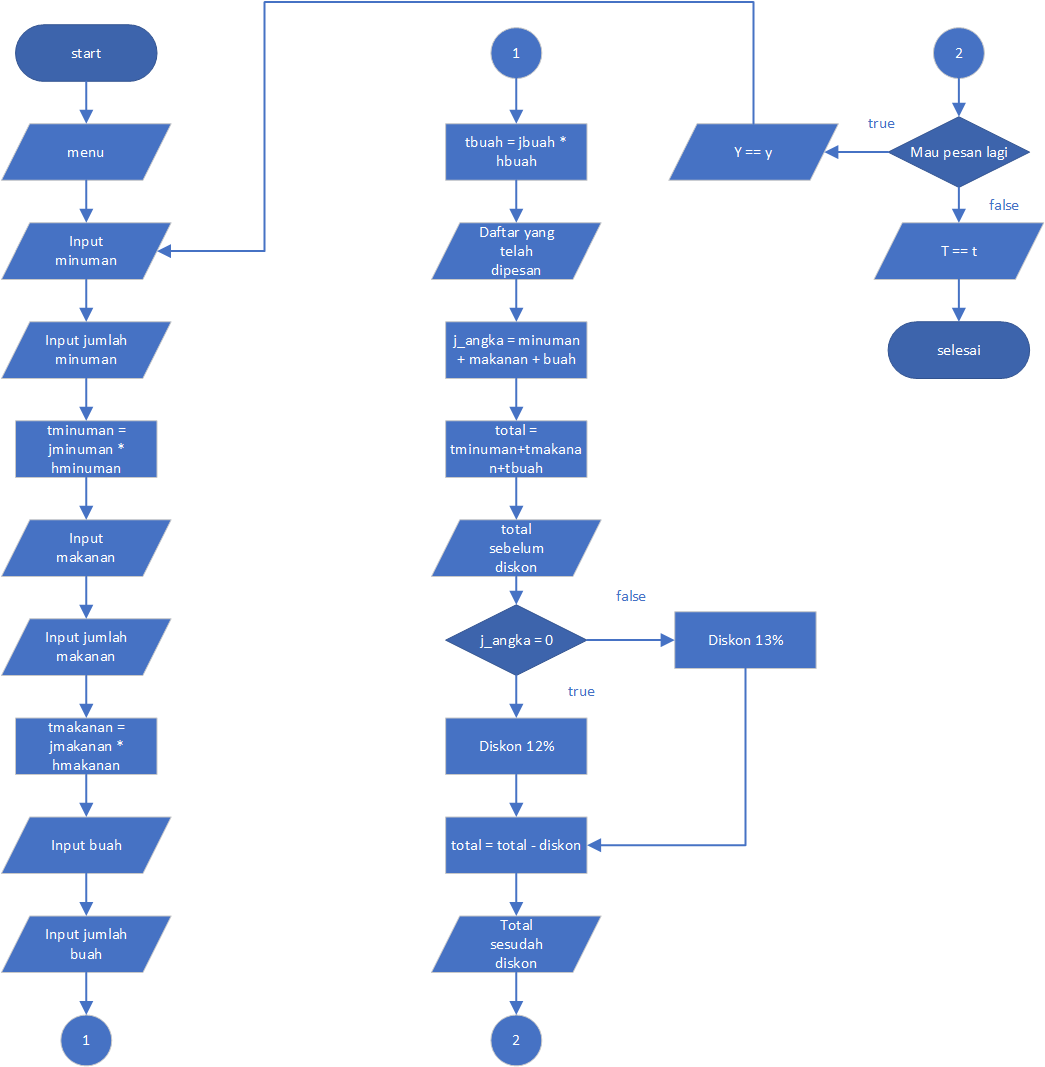 start
menu
Input
minuman
Input jumlah
minuman
tminuman =
jminuman *
hminuman
Input
makanan
Input jumlah
makanan
tmakanan =
jmakanan *
hmakanan
Input buah
Input jumlah
buah
1
1
tbuah = jbuah *
hbuah
Daftar yang
telah
dipesan
j_angka = minuman
+ makanan + buah
total =
tminuman+tmakana
n+tbuah
total
sebelum
diskon
j_angka = 0
false
Diskon 13%
true
Diskon 12%
total = total - diskon
Total
sesudah
diskon
2
2
Mau pesan lagi
true
Y == y
false
T == t
selesai